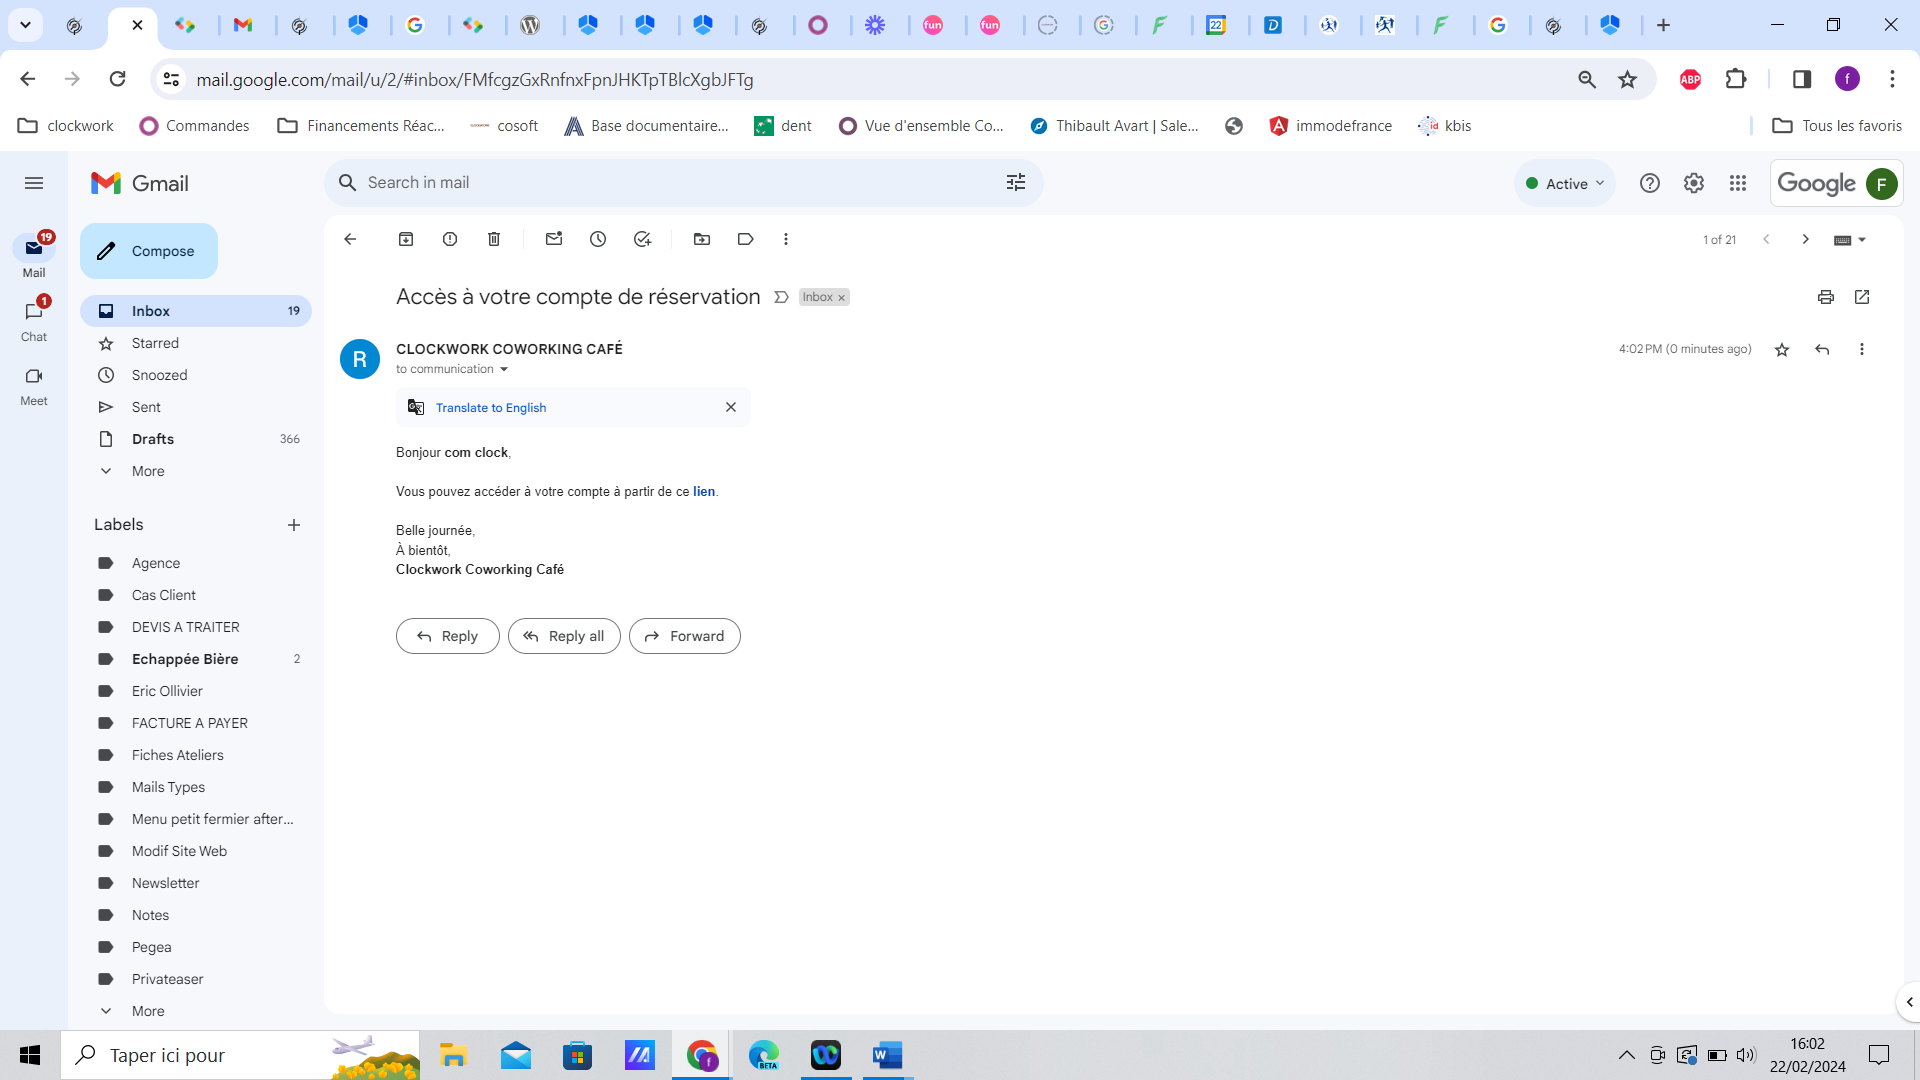 mail.google.com/mail/u/2/#inbox/FMfcgzGxRnfnxFpnJHKTpTBlcXgbJFTg
ABP
f
clockwork
Commandes
Financements Réac...
cosoft
Base documentaire...
dent
Vue d'ensemble Co...
Thibault Avart | Sale...
immodefrance
kbis
Tous les favoris
Gmail
Search in mail
Active
Google
F
19
Mail
1
Chat
Meet
Compose
Inbox 19
Starred
Snoozed
Sent
Drafts 366
More
Labels
Agence
Cas Client
DEVIS A TRAITER
Echappée Bière 2
Eric Ollivier
FACTURE A PAYER
Fiches Ateliers
Mails Types
Menu petit fermier after...
Modif Site Web
Newsletter
Notes
Pegea
Privateaser
More
1 of 21
Accès à votre compte de réservation
Inbox ×
R
CLOCKWORK COWORKING CAFÉ
4:02 PM (0 minutes ago)
to communication
Translate to English
Bonjour com clock,
Vous pouvez accéder à votre compte à partir de ce lien.
Belle journée,
À bientôt,
Clockwork Coworking Café
Reply
Reply all
Forward
Taper ici pour
BETA
16:02
22/02/2024